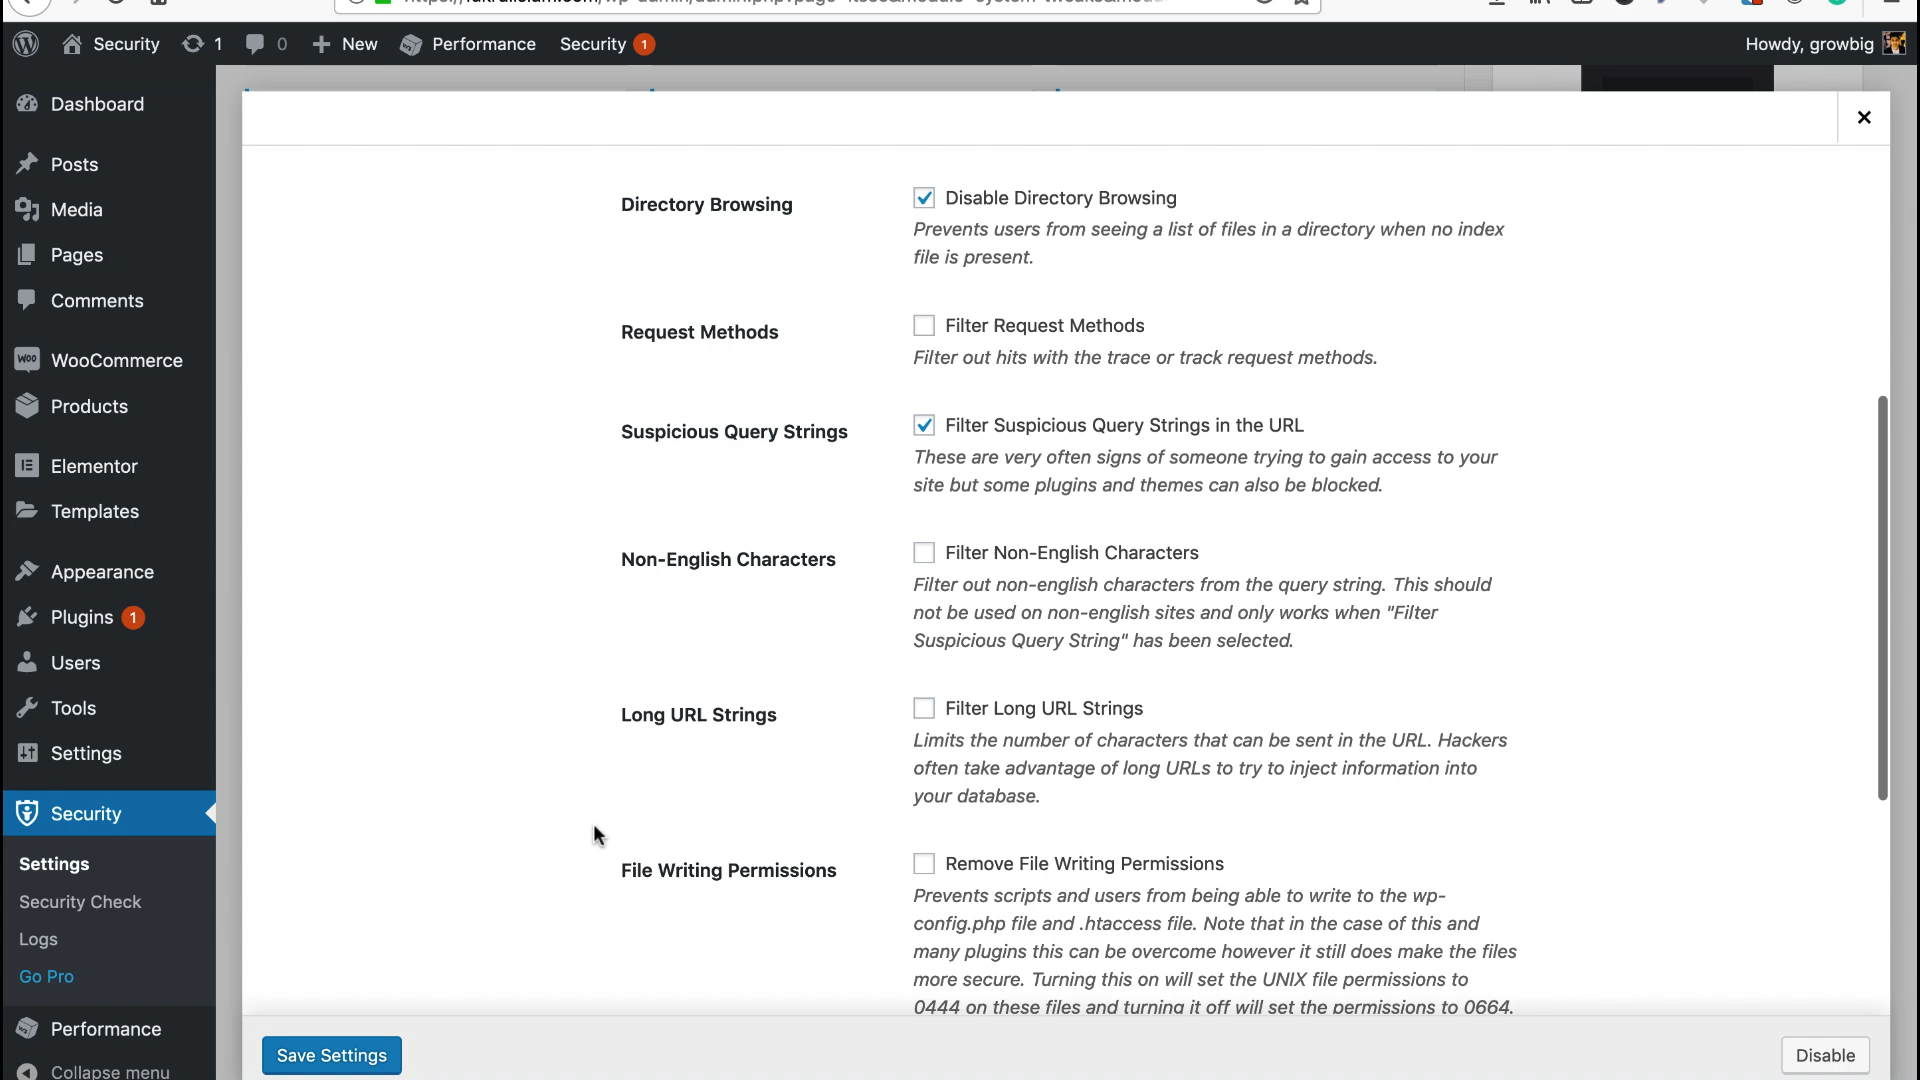 Security 1 0 New Performance Security 1 Howdy, growbig
Dashboard
Posts
Media
Pages
Comments
WooCommerce
Products
Elementor
Templates
Appearance
Plugins 1
Users
Tools
Settings
Security
Settings
Security Check
Logs
Go Pro
Performance
Collapse menu
Directory Browsing
Disable Directory Browsing
Prevents users from seeing a list of files in a directory when no index
file is present.
Request Methods
Filter Request Methods
Filter out hits with the trace or track request methods.
Suspicious Query Strings
Filter Suspicious Query Strings in the URL
These are very often signs of someone trying to gain access to your
site but some plugins and themes can also be blocked.
Non-English Characters
Filter Non-English Characters
Filter out non-english characters from the query string. This should
not be used on non-english sites and only works when "Filter
Suspicious Query String" has been selected.
Long URL Strings
Filter Long URL Strings
Limits the number of characters that can be sent in the URL. Hackers
often take advantage of long URLs to try to inject information into
your database.
File Writing Permissions
Remove File Writing Permissions
Prevents scripts and users from being able to write to the wp-
config.php file and .htaccess file. Note that in the case of this and
many plugins this can be overcome however it still does make the files
more secure. Turning this on will set the UNIX file permissions to
0444 on these files and turning it off will set the permissions to 0664.
Save Settings
Disable